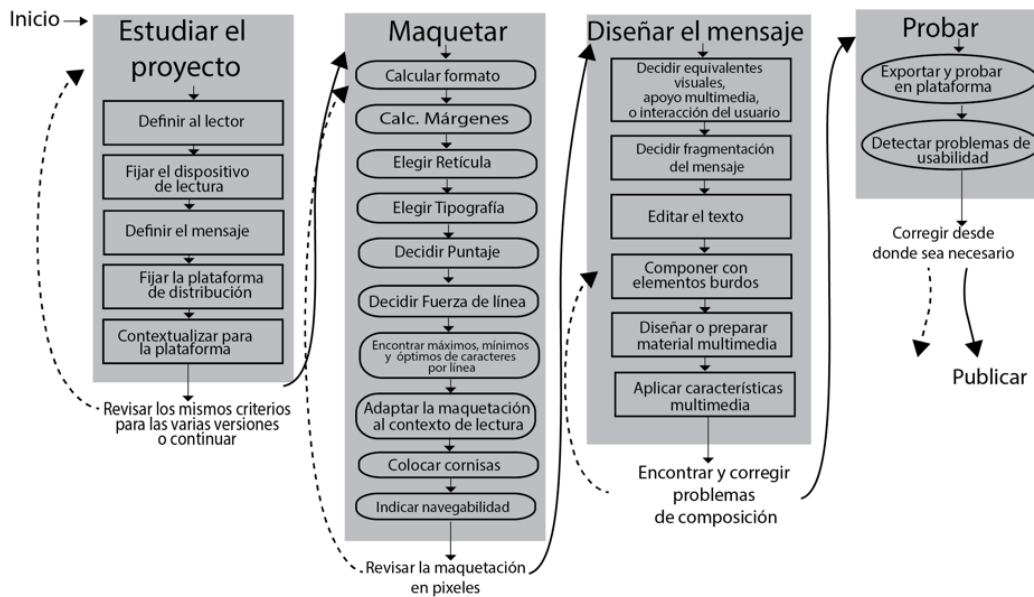 Inicio
Estudiar el
proyecto
Definir al lector
Fijar el dispositivo
de lectura
Definir el mensaje
Fijar la plataforma
de distribución
Contextualizar para
la plataforma
Revisar los mismos criterios
para las varias versiones
o continuar
Maquetar
Calcular formato
Calc. Márgenes
Elegir Retícula
Elegir Tipografía
Decidir Puntaje
Decidir Fuerza de línea
Encontrar máximos, mínimos
y óptimos de caracteres
por línea
Adaptar la maquetación
al contexto de lectura
Colocar cornisas
Indicar navegabilidad
Revisar la maquetación
en pixeles
Diseñar el mensaje
Decidir equivalentes
visuales,
apoyo multimedia,
o interacción del usuario
Decidir fragmentación
del mensaje
Editar el texto
Componer con
elementos burdos
Diseñar o preparar
material multimedia
Aplicar características
multimedia
Encontrar y corregir
problemas
de composición
Probar
Exportar y probar
en plataforma
Detectar problemas de
usabilidad
Corregir desde
donde sea necesario
Publicar